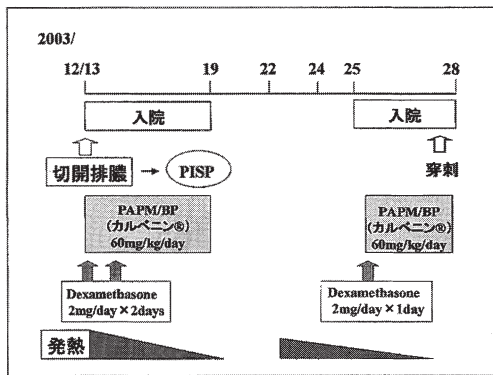 2003/
12/13 19 22 24 25 28
入院 入院
切開排膿 → PISP 穿刺
PAPM/BP
(カルベニン®)
60mg/kg/day
PAPM/BP
(カルベニン®)
60mg/kg/day
Dexamethasone
2mg/day×2days
Dexamethasone
2mg/day×1day
発熱